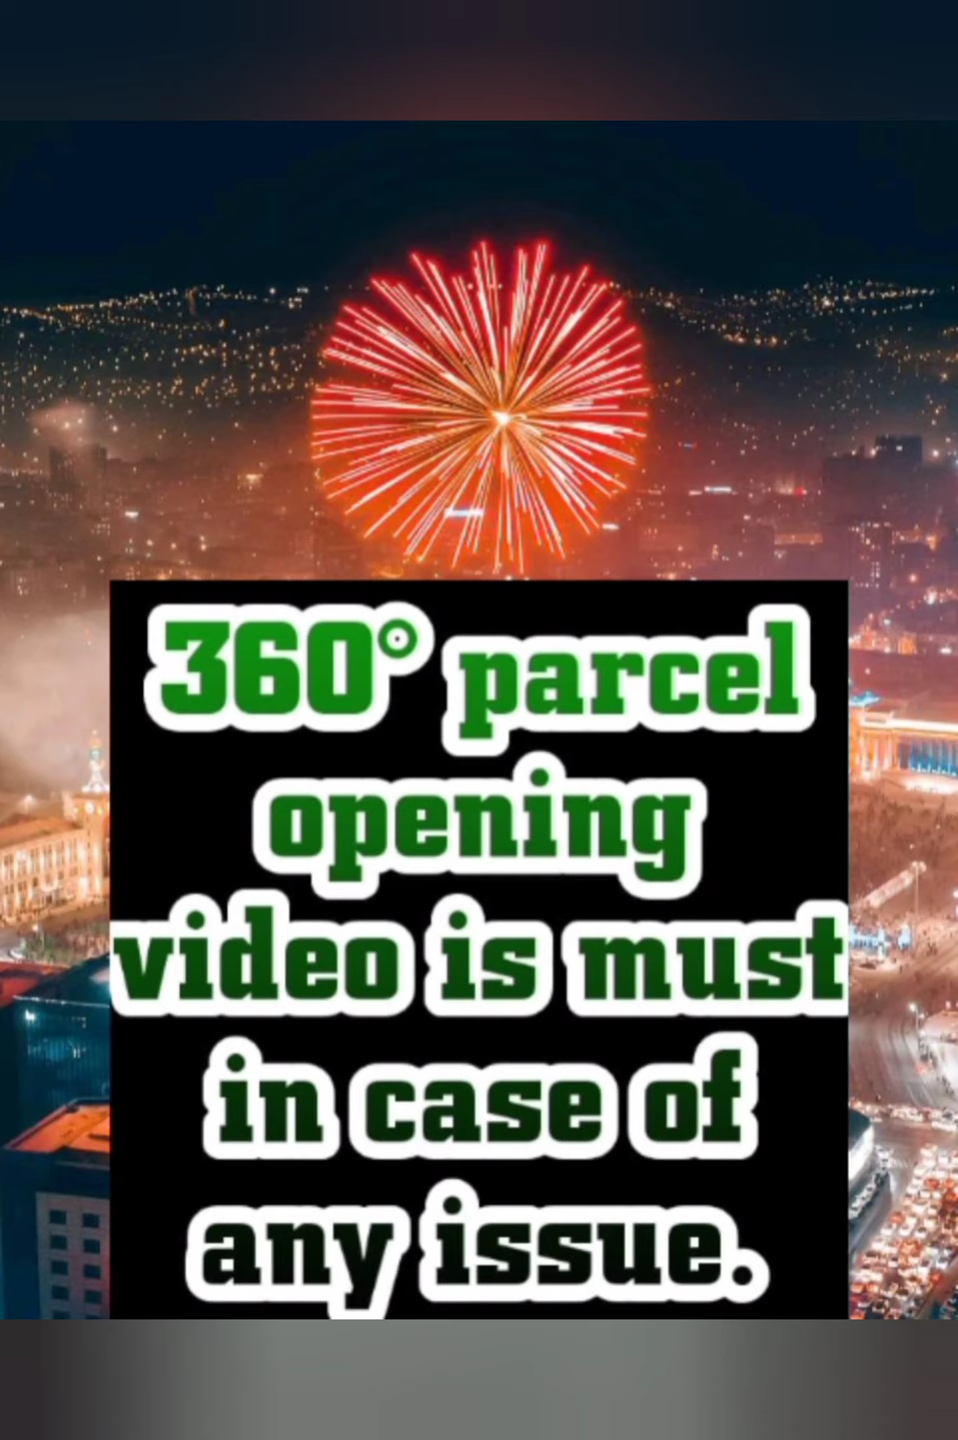 360° parcel
opening
video is must
in case of
any issue.